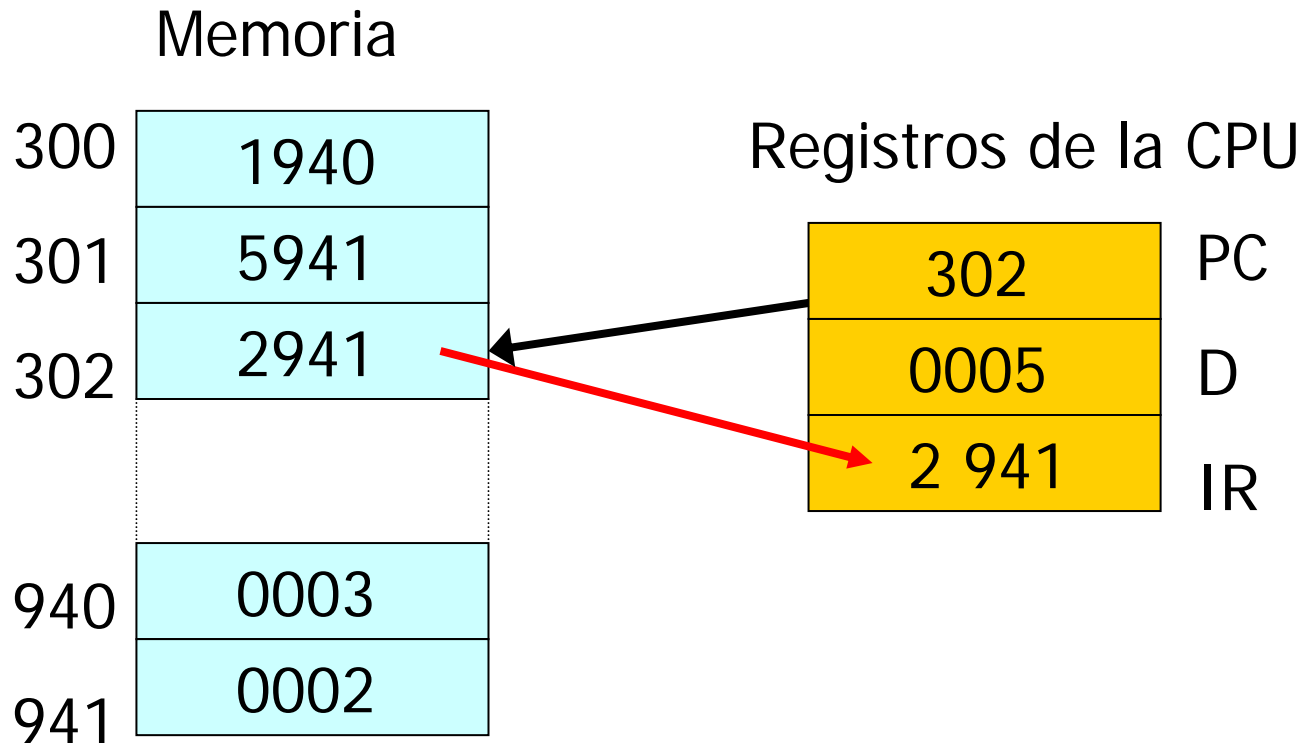 Memoria
300 1940
301 5941
302 2941
940 0003
941 0002
Registros de la CPU
302 PC
0005 D
2 941 IR